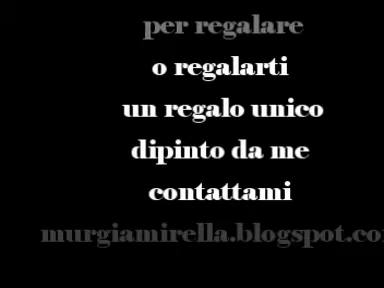 per regalare
o regalarti
un regalo unico
dipinto da me
contattami
murgiamirella.blogspot.co